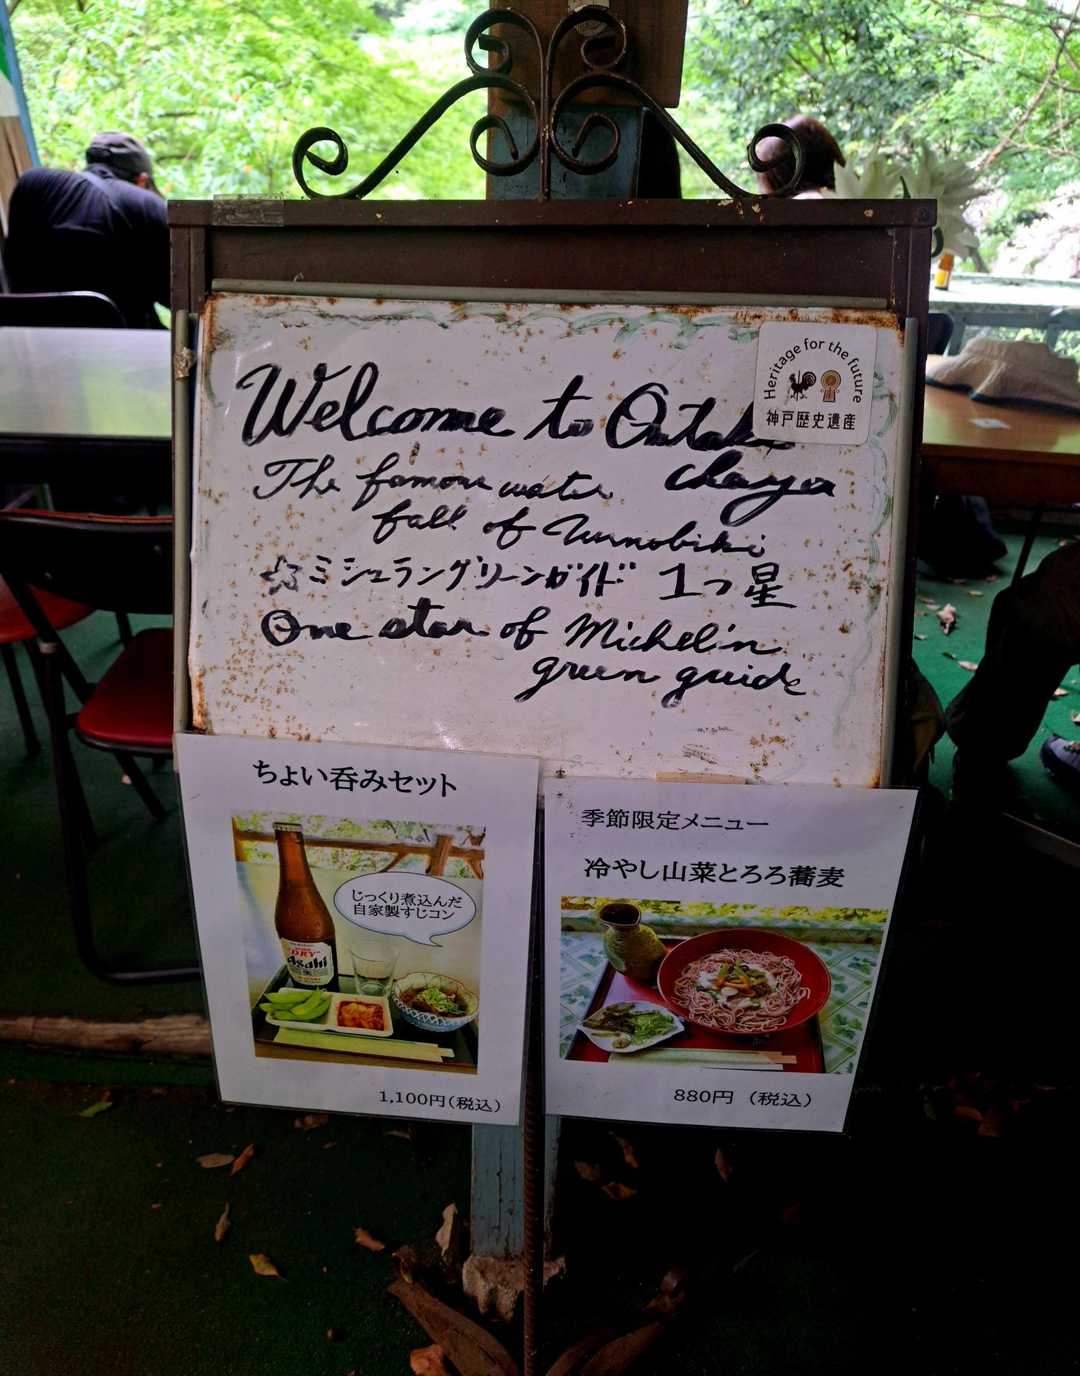 Welcome to Ontaki
chaya
The famous water
fall of Nunobiki
☆ミシュラングリーンガイド 1つ星
One star of Michelin
green guide
Heritage for the future
神戸歴史遺産
ちょい呑みセット
じっくり煮込んだ
自家製すじコン
DRY
Asahi
1,100円(税込)
季節限定メニュー
冷やし山菜とろろ蕎麦
880円 (税込)